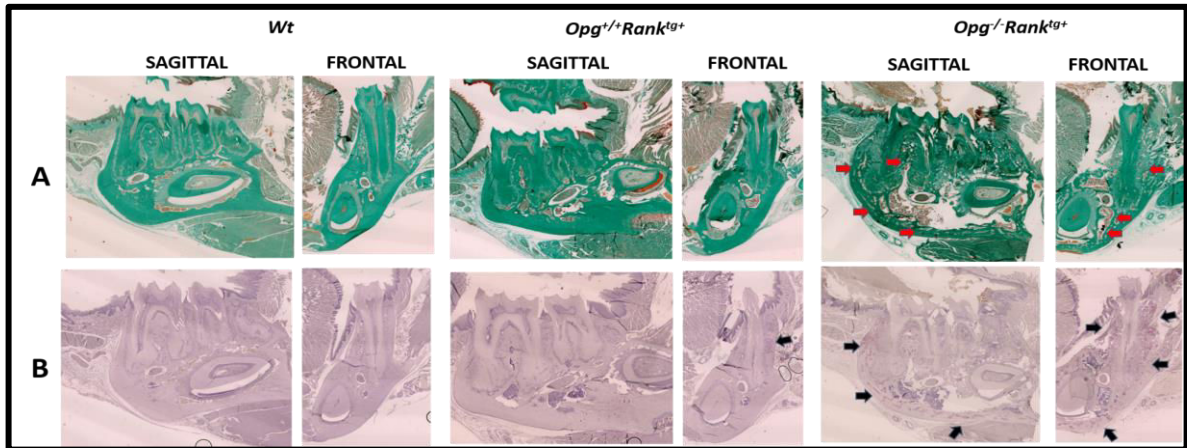 Wt Opg+/+Ranktg+ Opg-/-Ranktg+
SAGITTAL FRONTAL SAGITTAL FRONTAL SAGITTAL FRONTAL
A
B